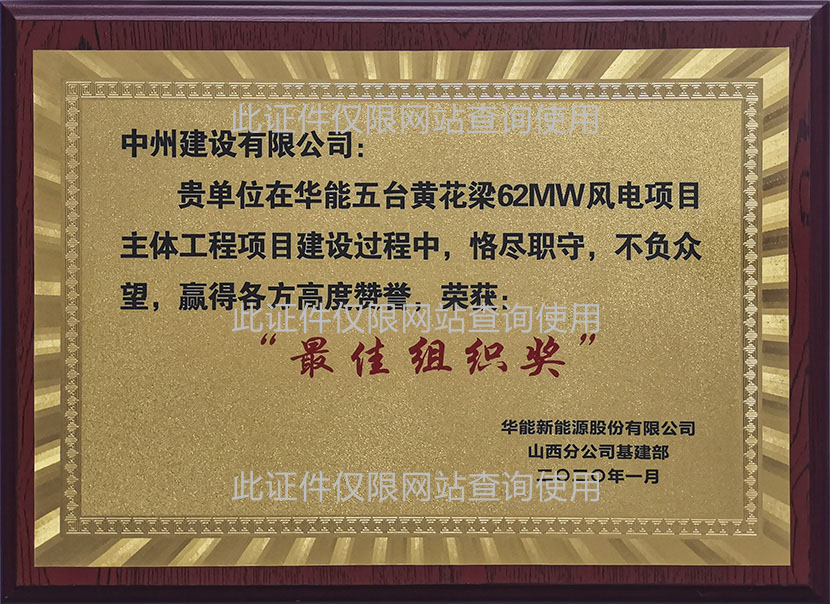 此证件仅限网站查询使用
中州建设有限公司：
贵单位在华能五台黄花梁62MW风电项目
主体工程项目建设过程中，恪尽职守，不负众
望，赢得各方高度赞誉，荣获：
此证件仅限网站查询使用
“最佳组织奖”
华能新能源股份有限公司
山西分公司基建部
此证件仅限网站查询使用
二〇二〇年一月